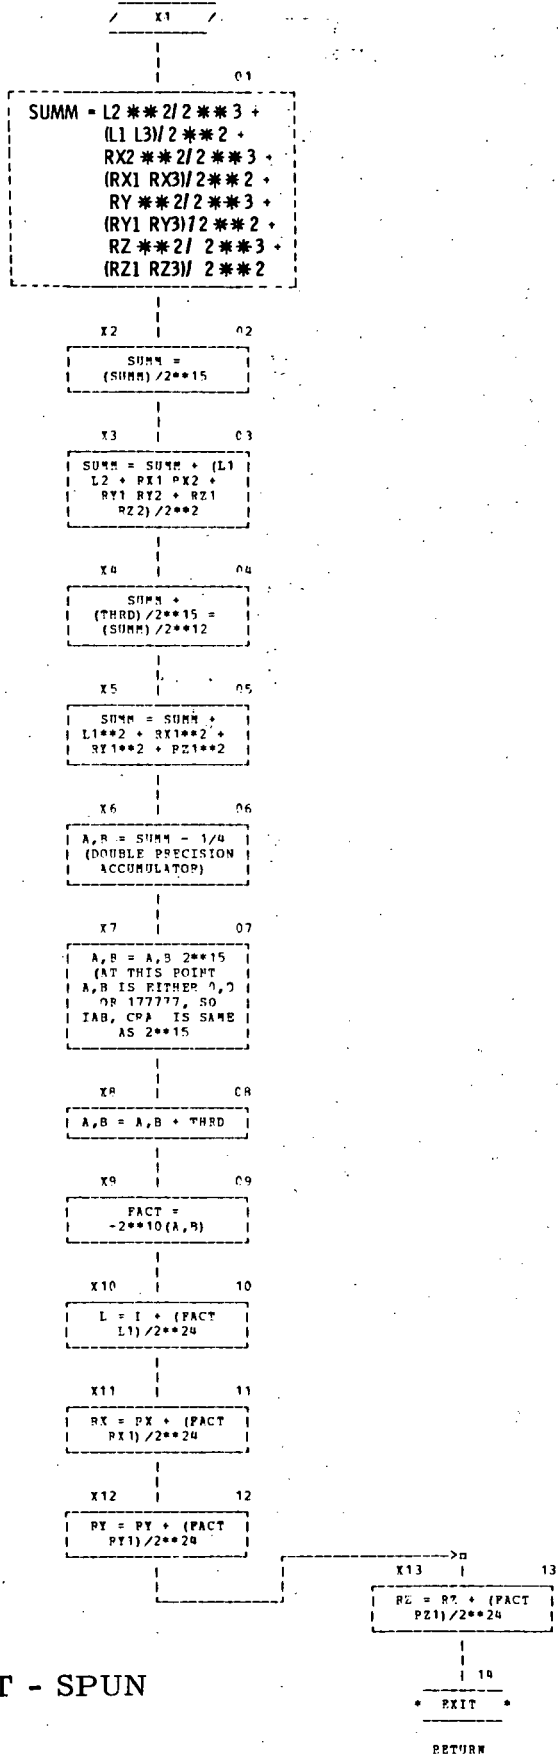 / X1 /
01
SUMM = L2 ** 2/ 2 ** 3 +
(L1 L3)/ 2 ** 2 +
RX2 ** 2/ 2 ** 3 +
(RX1 RX3)/ 2 ** 2 +
RY ** 2/ 2 ** 3 +
(RY1 RY3)/ 2 ** 2 +
RZ ** 2/ 2 ** 3 +
(RZ1 RZ3)/ 2 ** 2
X2 02
SUMM =
(SUMM)/2**15
X3 03
SUMM = SUMM + (L1
L2 + RX1 RX2 +
RY1 RY2 + RZ1
RZ2)/2**2
X4 04
SUMM +
(THRD)/2**15 =
(SUMM)/2**12
X5 05
SUMM = SUMM +
L1**2 + RX1**2 +
RY1**2 + RZ1**2
X6 06
A,B = SUMM - 1/4
(DOUBLE PRECISION
ACCUMULATOR)
X7 07
A,B = A,B 2**15
(AT THIS POINT
A,B IS EITHER 0,0
OR 177777, SO
IAB, CRA IS SAME
AS 2**15
X8 08
A,B = A,B + THRD
X9 09
FACT =
-2**10(A,B)
X10 10
L = L + (FACT
L1)/2**24
X11 11
RX = RX + (FACT
RX1)/2**24
X12 12
RY = RY + (FACT
RY1)/2**24
X13 13
RZ = RZ + (FACT
RZ1)/2**24
14
* EXIT *
RETURN
T - SPUN